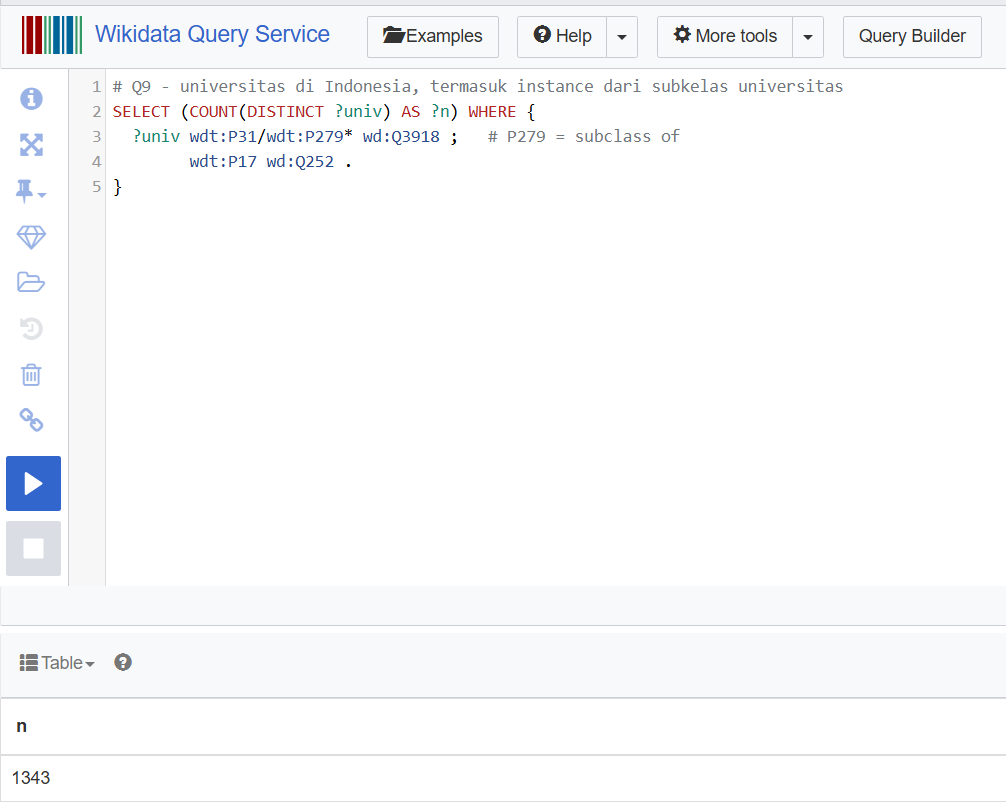 Wikidata Query Service Examples Help More tools Query Builder
1 # Q9 - universitas di Indonesia, termasuk instance dari subkelas universitas
2 SELECT (COUNT(DISTINCT ?univ) AS ?n) WHERE {
3   ?univ wdt:P31/wdt:P279* wd:Q3918 ;   # P279 = subclass of
4         wdt:P17 wd:Q252 .
5 }
Table
n
1343